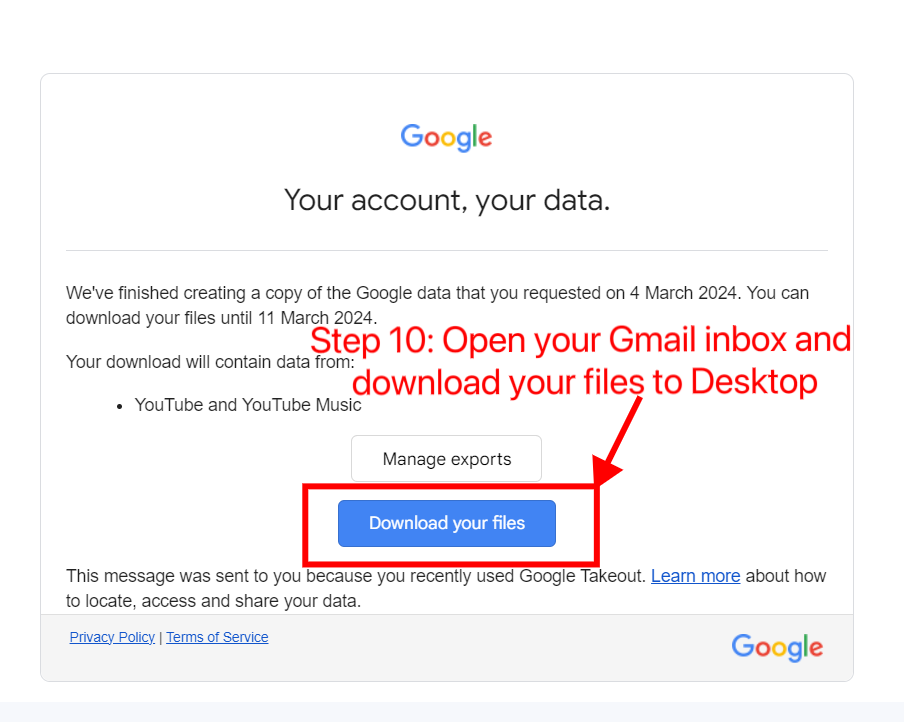 Google
Your account, your data.
We've finished creating a copy of the Google data that you requested on 4 March 2024. You can
download your files until 11 March 2024.
Step 10: Open your Gmail inbox and
download your files to Desktop
Your download will contain data from:
• YouTube and YouTube Music
Manage exports
Download your files
This message was sent to you because you recently used Google Takeout. Learn more about how
to locate, access and share your data.
Privacy Policy | Terms of Service
Google